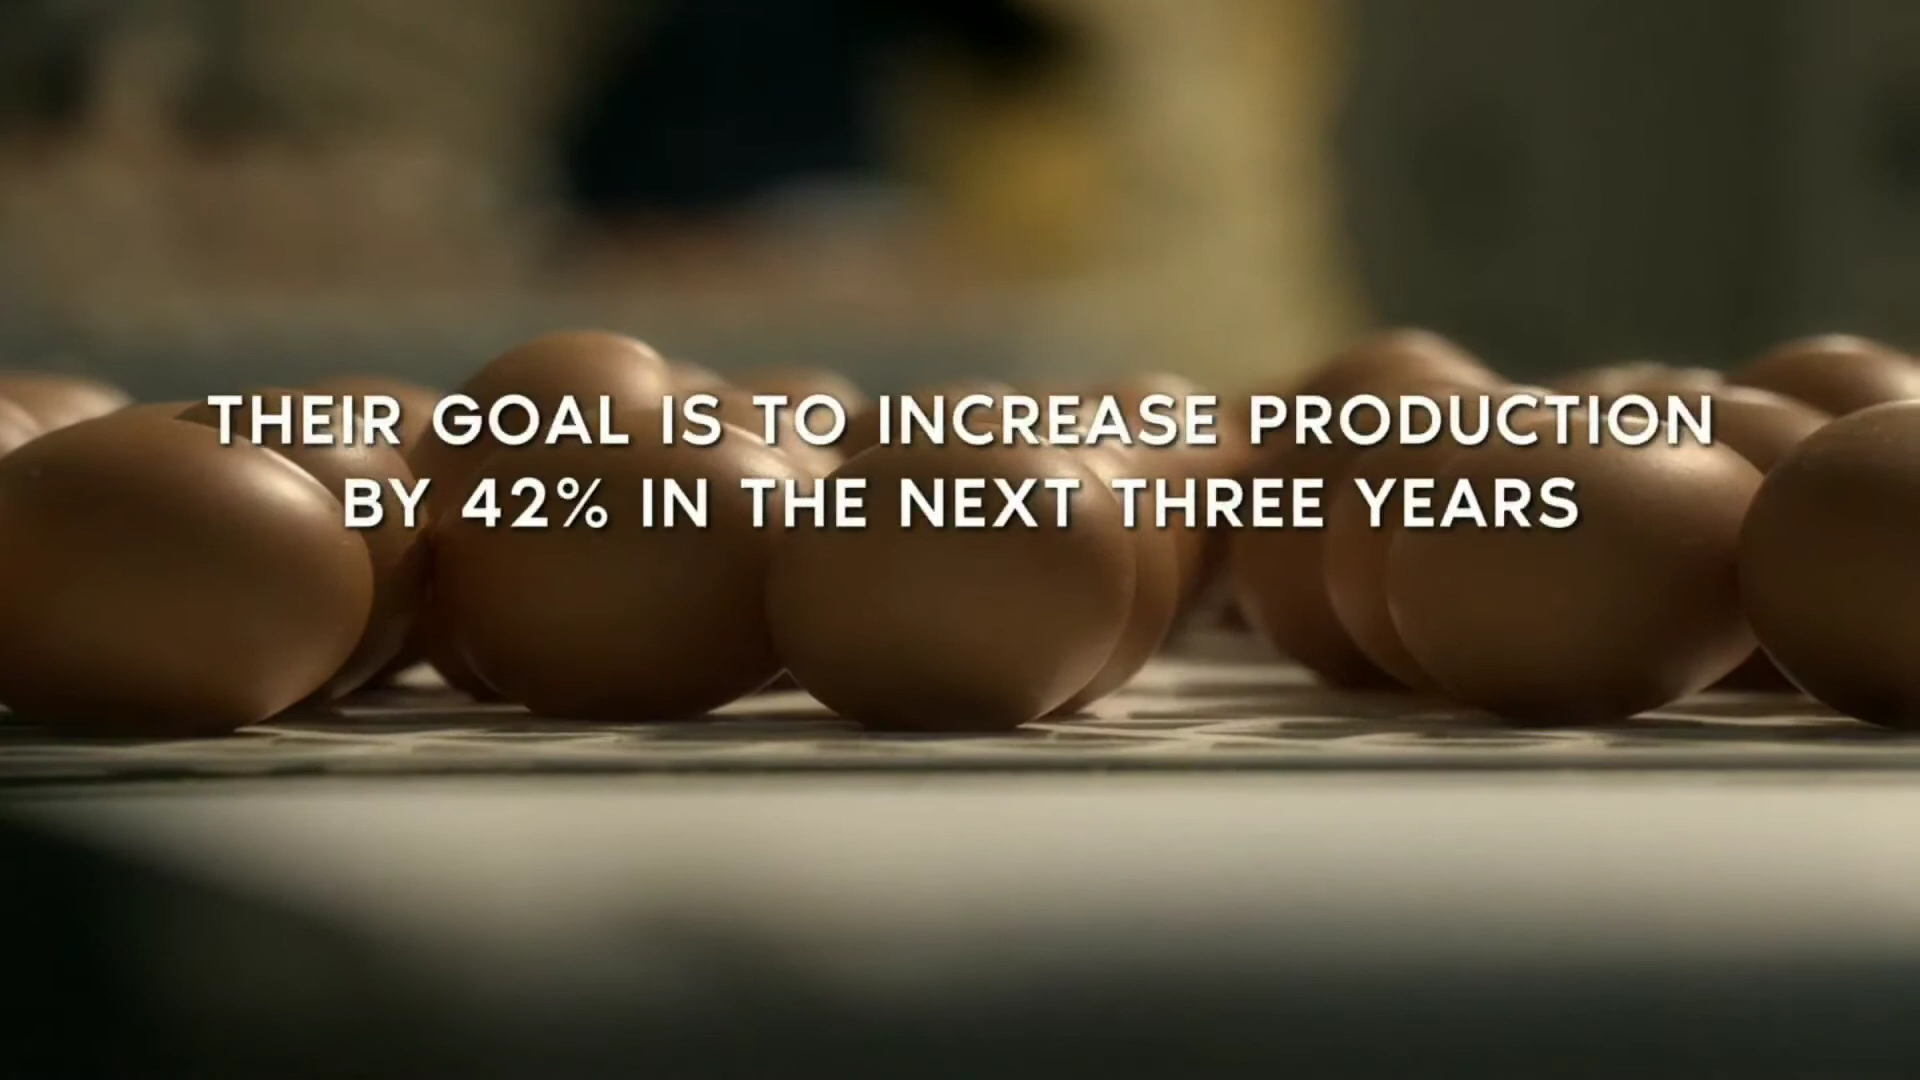 THEIR GOAL IS TO INCREASE PRODUCTION
BY 42% IN THE NEXT THREE YEARS